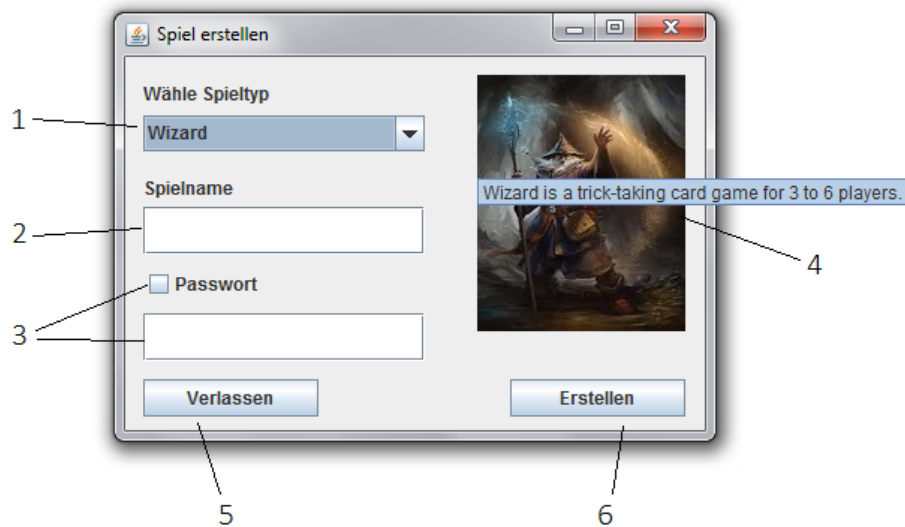 Spiel erstellen
Wähle Spieltyp
1
Wizard
Spielname
Wizard is a trick-taking card game for 3 to 6 players.
2
4
Passwort
3
Verlassen
Erstellen
5
6